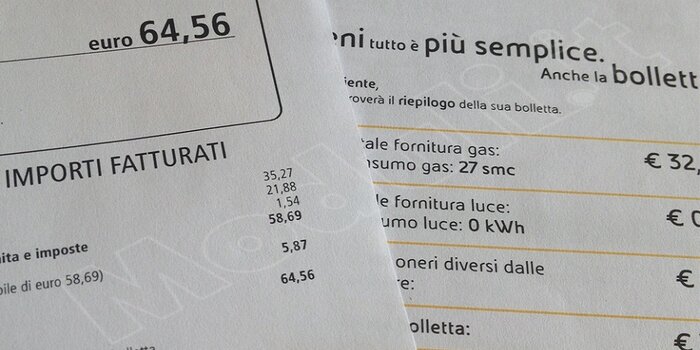 euro 64,56
IMPORTI FATTURATI
35,27
21,88
1,54
58,69
ita e imposte
5,87
bile di euro 58,69)
64,56
eni tutto è più semplice.
Anche la bollett
iente,
roverà il riepilogo della sua bolletta.
ale fornitura gas:
nsumo gas: 27 smc
€ 32,
le fornitura luce:
umo luce: 0 kWh
€ 0
oneri diversi dalle
re:
€
olletta:
€